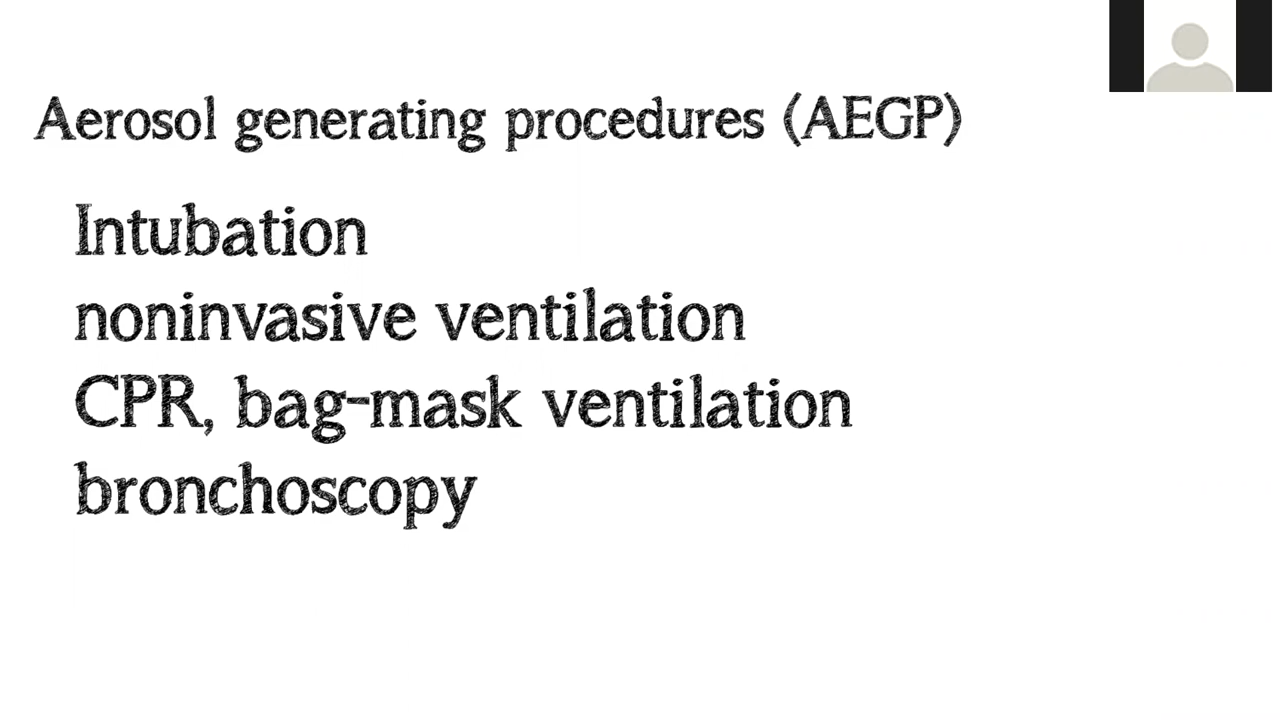 Aerosol generating procedures (AEGP)
Intubation
noninvasive ventilation
CPR, bag-mask ventilation
bronchoscopy